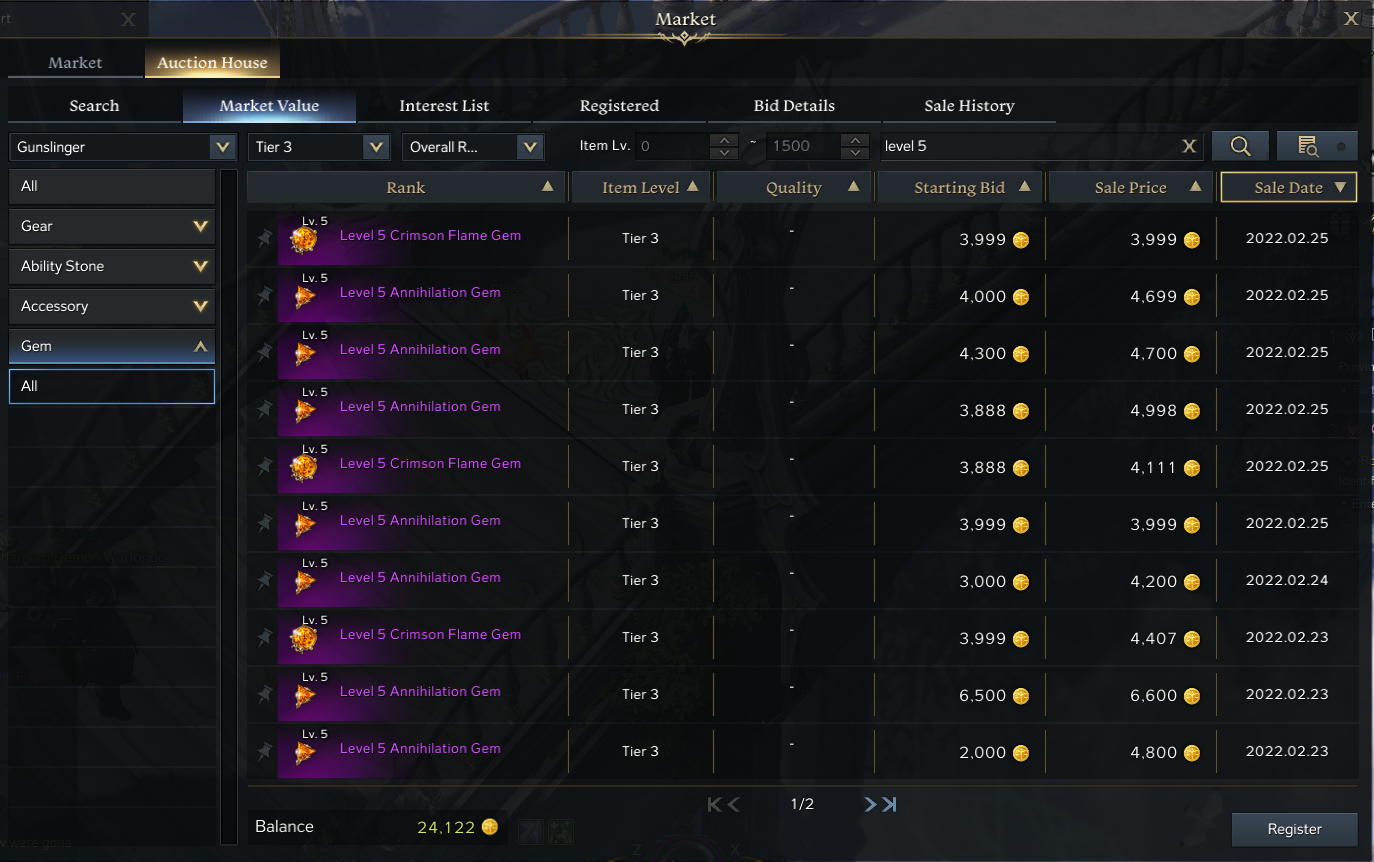 rt X
Market X
Market Auction House
Search Market Value Interest List Registered Bid Details Sale History
Gunslinger Tier 3 Overall R... Item Lv. 0 ~ 1500 level 5 X
All
Gear
Ability Stone
Accessory
Gem
All
Rank Item Level Quality Starting Bid Sale Price Sale Date
Lv. 5
Level 5 Crimson Flame Gem Tier 3 - 3,999 3,999 2022.02.25
Lv. 5
Level 5 Annihilation Gem Tier 3 - 4,000 4,699 2022.02.25
Lv. 5
Level 5 Annihilation Gem Tier 3 - 4,300 4,700 2022.02.25
Lv. 5
Level 5 Annihilation Gem Tier 3 - 3,888 4,998 2022.02.25
Lv. 5
Level 5 Crimson Flame Gem Tier 3 - 3,888 4,111 2022.02.25
Lv. 5
Level 5 Annihilation Gem Tier 3 - 3,999 3,999 2022.02.25
Lv. 5
Level 5 Annihilation Gem Tier 3 - 3,000 4,200 2022.02.24
Lv. 5
Level 5 Crimson Flame Gem Tier 3 - 3,999 4,407 2022.02.23
Lv. 5
Level 5 Annihilation Gem Tier 3 - 6,500 6,600 2022.02.23
Lv. 5
Level 5 Annihilation Gem Tier 3 - 2,000 4,800 2022.02.23
1/2
Balance 24,122
Register
Z X